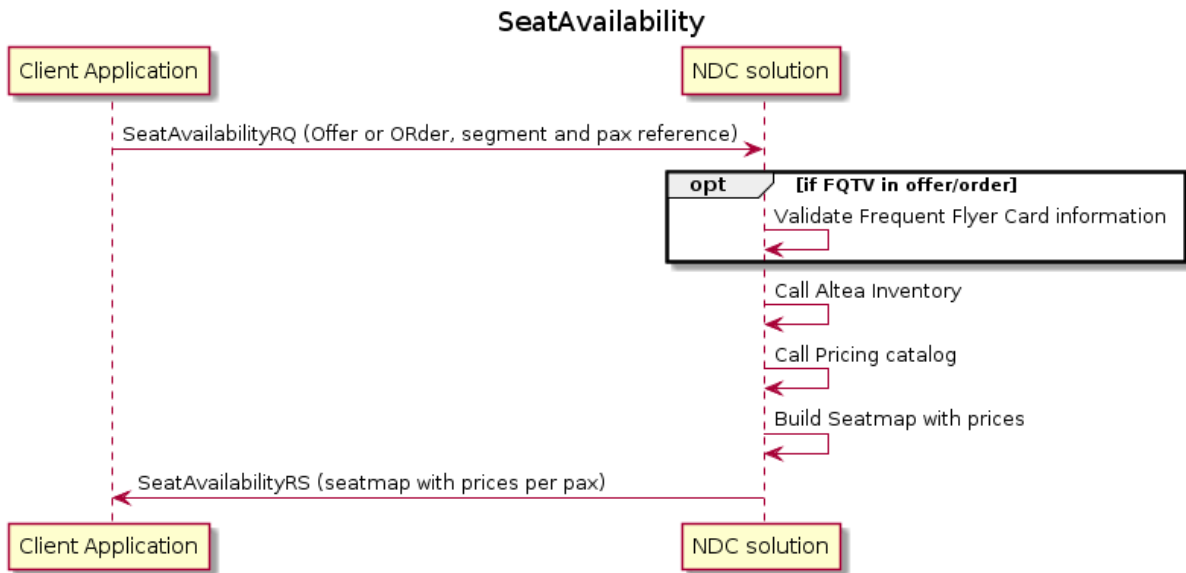 SeatAvailability
Client Application
NDC solution
SeatAvailabilityRQ (Offer or ORder, segment and pax reference)
opt
[if FQTV in offer/order]
Validate Frequent Flyer Card information
Call Altea Inventory
Call Pricing catalog
Build Seatmap with prices
SeatAvailabilityRS (seatmap with prices per pax)
Client Application
NDC solution